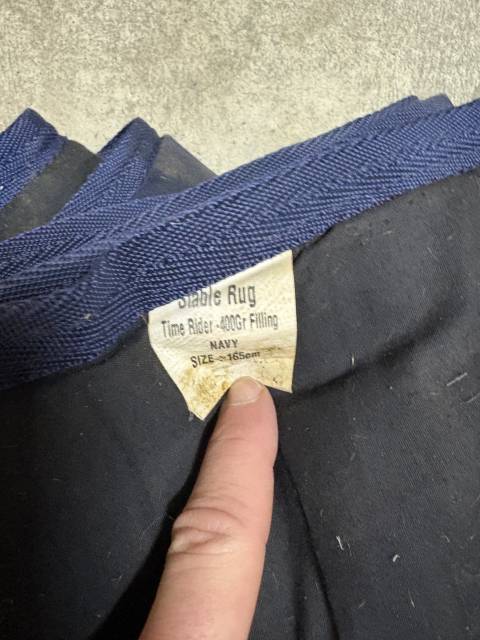 Stable Rug
Time Rider -400Gr Filling
NAVY
SIZE - 165cm